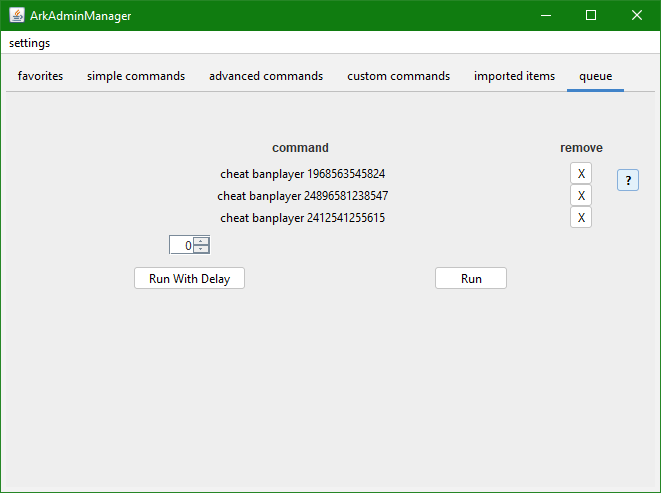 ArkAdminManager
settings
favorites simple commands advanced commands custom commands imported items queue
command remove
cheat banplayer 1968563545824 X
?
cheat banplayer 24896581238547 X
cheat banplayer 2412541255615 X
0
Run With Delay Run